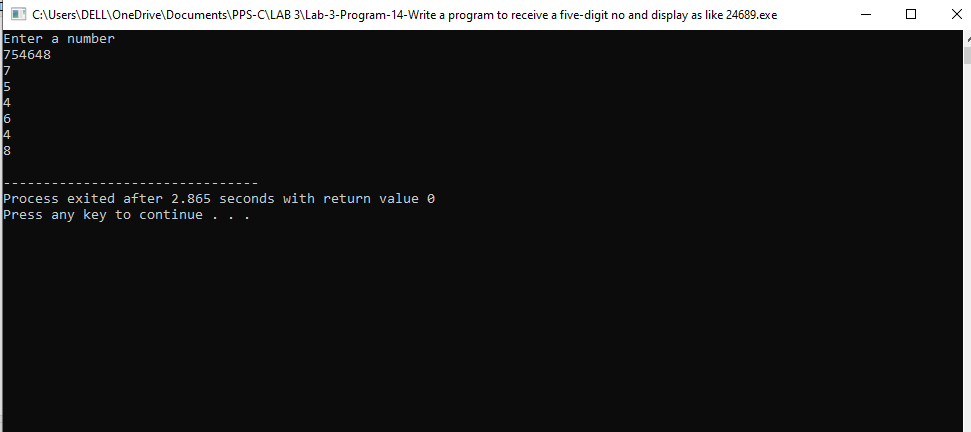 C:\Users\DELL\OneDrive\Documents\PPS-C\LAB 3\Lab-3-Program-14-Write a program to receive a five-digit no and display as like 24689.exe
Enter a number
754648
7
5
4
6
4
8
--------------------------------
Process exited after 2.865 seconds with return value 0
Press any key to continue . . .